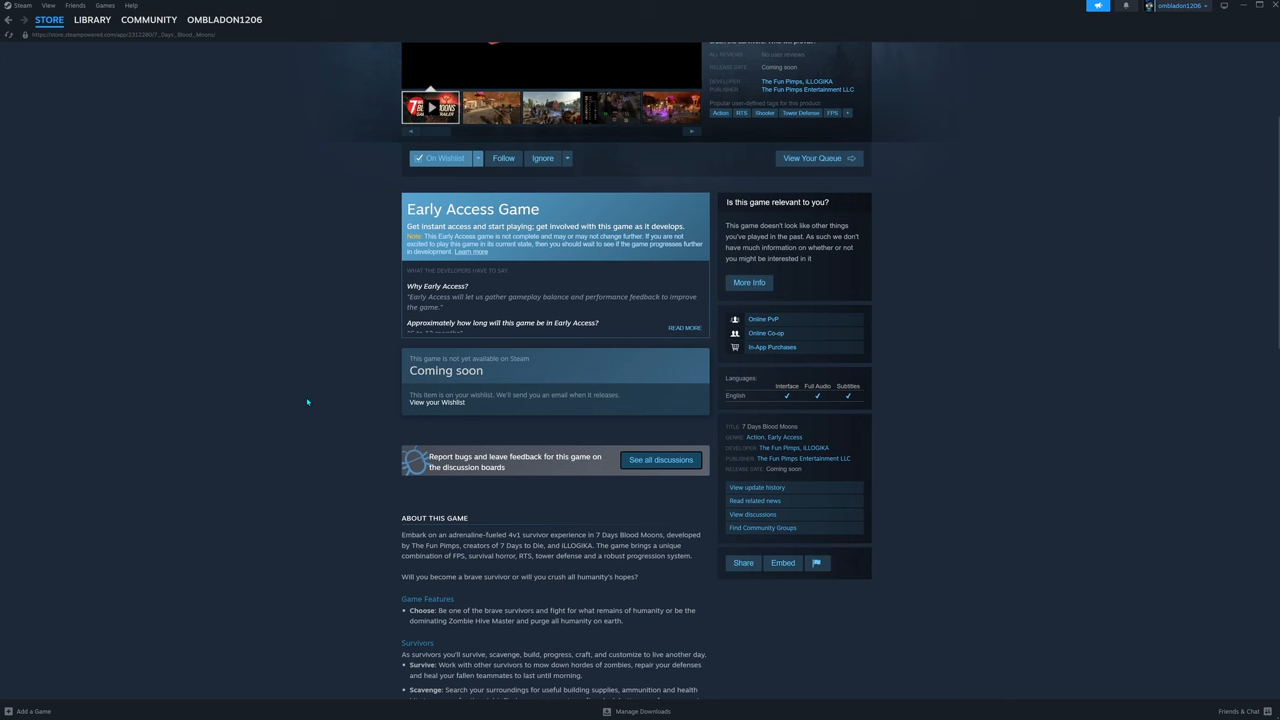 Steam View Friends Games Help
ombladon1206
STORE LIBRARY COMMUNITY OMBLADON1206
https://store.steampowered.com/app/2312280/7_Days_Blood_Moons/
ALL REVIEWS: No user reviews
RELEASE DATE: Coming soon
DEVELOPER: The Fun Pimps, iLLOGIKA
PUBLISHER: The Fun Pimps Entertainment LLC
Popular user-defined tags for this product:
Action RTS Shooter Tower Defense FPS +
On Wishlist Follow Ignore View Your Queue
Early Access Game
Get instant access and start playing; get involved with this game as it develops.
Note: This Early Access game is not complete and may or may not change further. If you are not
excited to play this game in its current state, then you should wait to see if the game progresses further
in development. Learn more
WHAT THE DEVELOPERS HAVE TO SAY:
Why Early Access?
"Early Access will let us gather gameplay balance and performance feedback to improve
the game."
Approximately how long will this game be in Early Access?
READ MORE
This game is not yet available on Steam
Coming soon
This item is on your wishlist. We'll send you an email when it releases.
View your Wishlist
Report bugs and leave feedback for this game on
the discussion boards
See all discussions
ABOUT THIS GAME
Embark on an adrenaline-fueled 4v1 survivor experience in 7 Days Blood Moons, developed
by The Fun Pimps, creators of 7 Days to Die, and iLLOGIKA. The game brings a unique
combination of FPS, survival horror, RTS, tower defense and a robust progression system.
Will you become a brave survivor or will you crush all humanity's hopes?
Game Features
• Choose: Be one of the brave survivors and fight for what remains of humanity or be the
dominating Zombie Hive Master and purge all humanity on earth.
Survivors
As survivors you'll survive, scavenge, build, progress, craft, and customize to live another day.
• Survive: Work with other survivors to mow down hordes of zombies, repair your defenses
and heal your fallen teammates to last until morning.
• Scavenge: Search your surroundings for useful building supplies, ammunition and health
Is this game relevant to you?
This game doesn't look like other things
you've played in the past. As such we don't
have much information on whether or not
you might be interested in it
More Info
Online PvP
Online Co-op
In-App Purchases
Languages:
Interface Full Audio Subtitles
English ✔ ✔ ✔
TITLE: 7 Days Blood Moons
GENRE: Action, Early Access
DEVELOPER: The Fun Pimps, iLLOGIKA
PUBLISHER: The Fun Pimps Entertainment LLC
RELEASE DATE: Coming soon
View update history
Read related news
View discussions
Find Community Groups
Share Embed
Add a Game Manage Downloads Friends & Chat